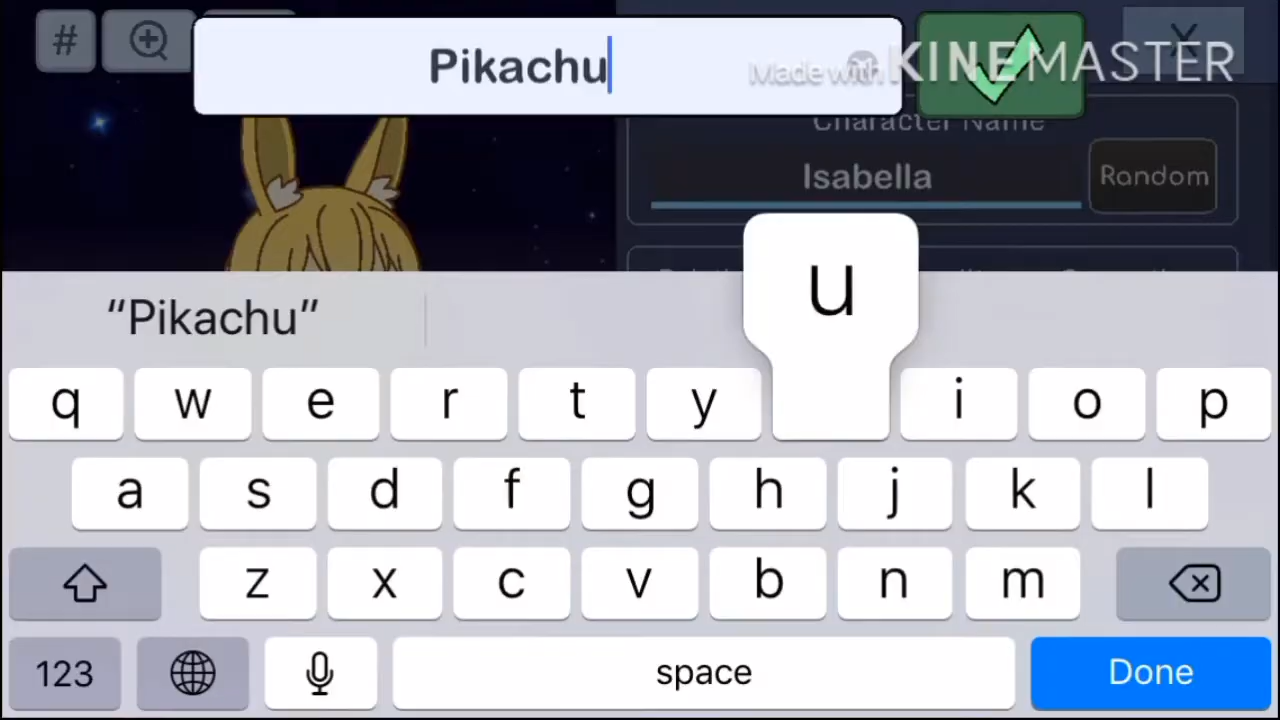 #
Pikachu
Made with KINEMASTER
X
Character Name
Isabella
Random
“Pikachu”
u
q w e r t y i o p
a s d f g h j k l
z x c v b n m
123
space
Done